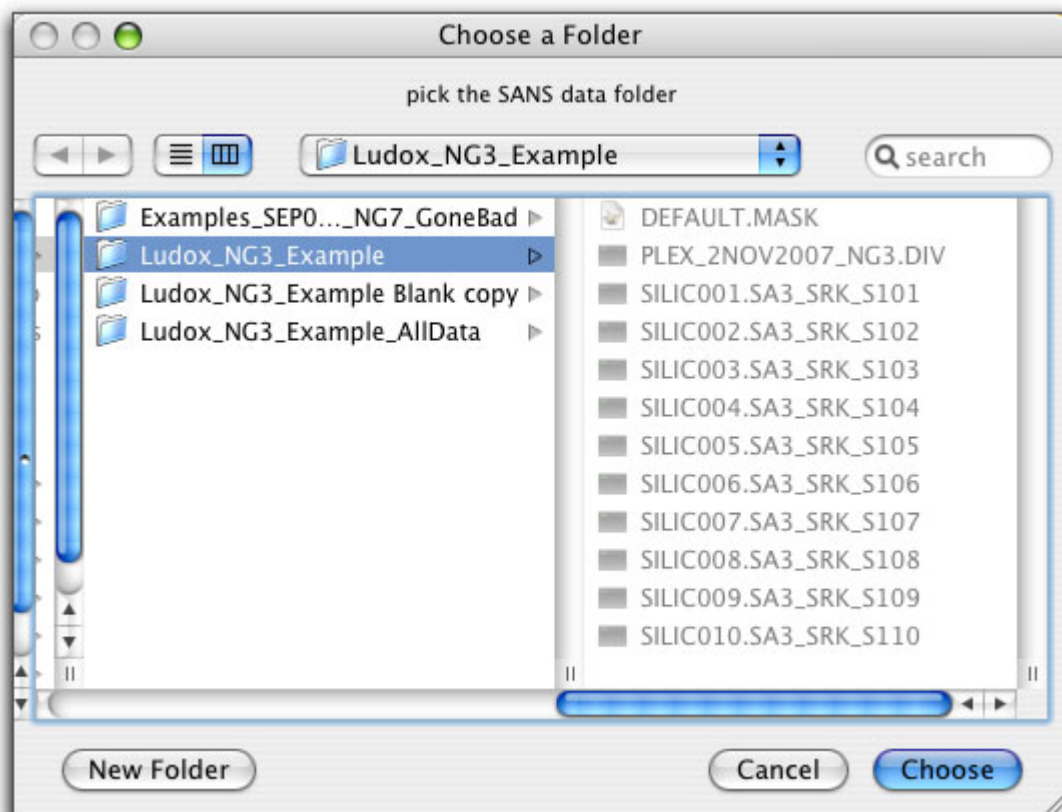 Choose a Folder
pick the SANS data folder
Ludox_NG3_Example
search
Examples_SEP0..._NG7_GoneBad
Ludox_NG3_Example
Ludox_NG3_Example Blank copy
Ludox_NG3_Example_AllData
DEFAULT.MASK
PLEX_2NOV2007_NG3.DIV
SILIC001.SA3_SRK_S101
SILIC002.SA3_SRK_S102
SILIC003.SA3_SRK_S103
SILIC004.SA3_SRK_S104
SILIC005.SA3_SRK_S105
SILIC006.SA3_SRK_S106
SILIC007.SA3_SRK_S107
SILIC008.SA3_SRK_S108
SILIC009.SA3_SRK_S109
SILIC010.SA3_SRK_S110
New Folder
Cancel
Choose